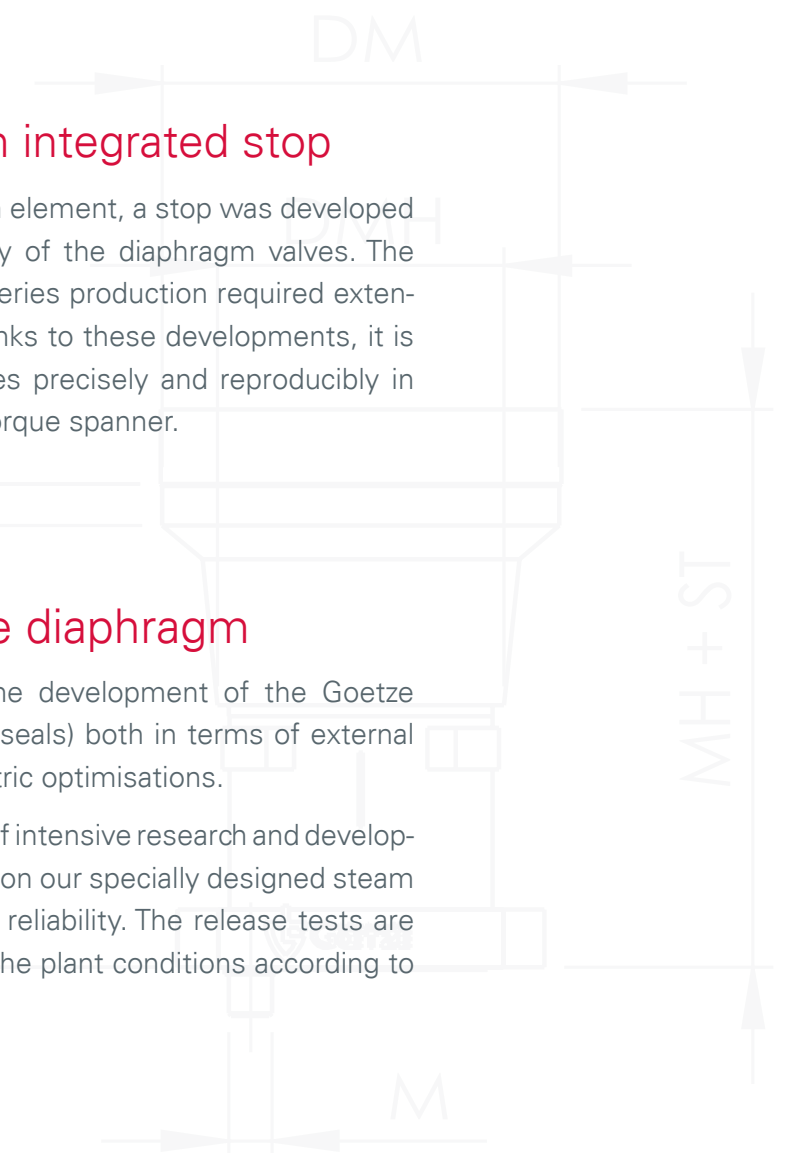 DM
n integrated stop
element, a stop was developed
DMH
y of the diaphragm valves. The
eries production required exten-
nks to these developments, it is
es precisely and reproducibly in
orque spanner.
MH + ST
e diaphragm
he development of the Goetze
seals) both in terms of external
tric optimisations.
f intensive research and develop-
on our specially designed steam
reliability. The release tests are
GOETZE
he plant conditions according to
M